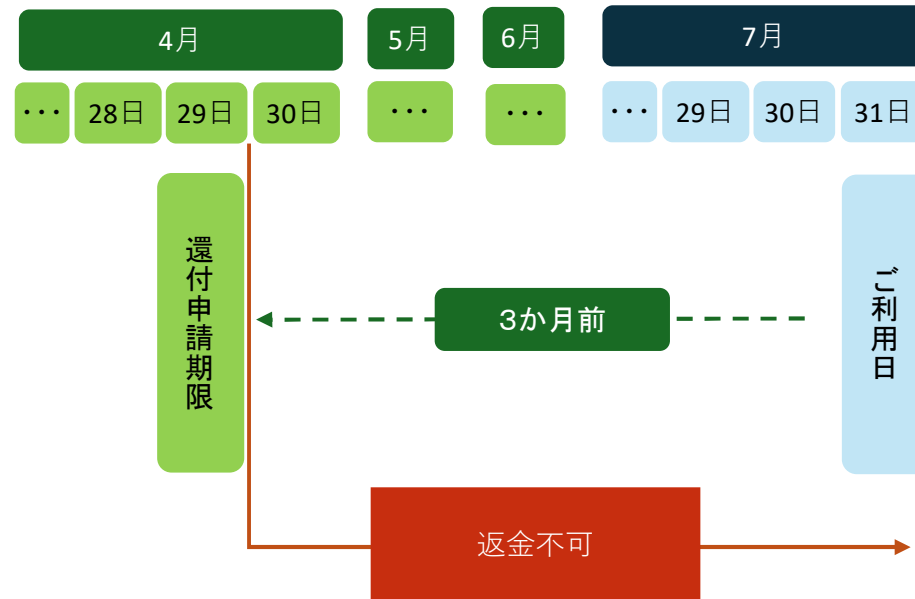 4月 5月 6月 7月
・・・ 28日 29日 30日 ・・・ ・・・ ・・・ 29日 30日 31日
還付申請期限
3か月前
ご利用日
返金不可